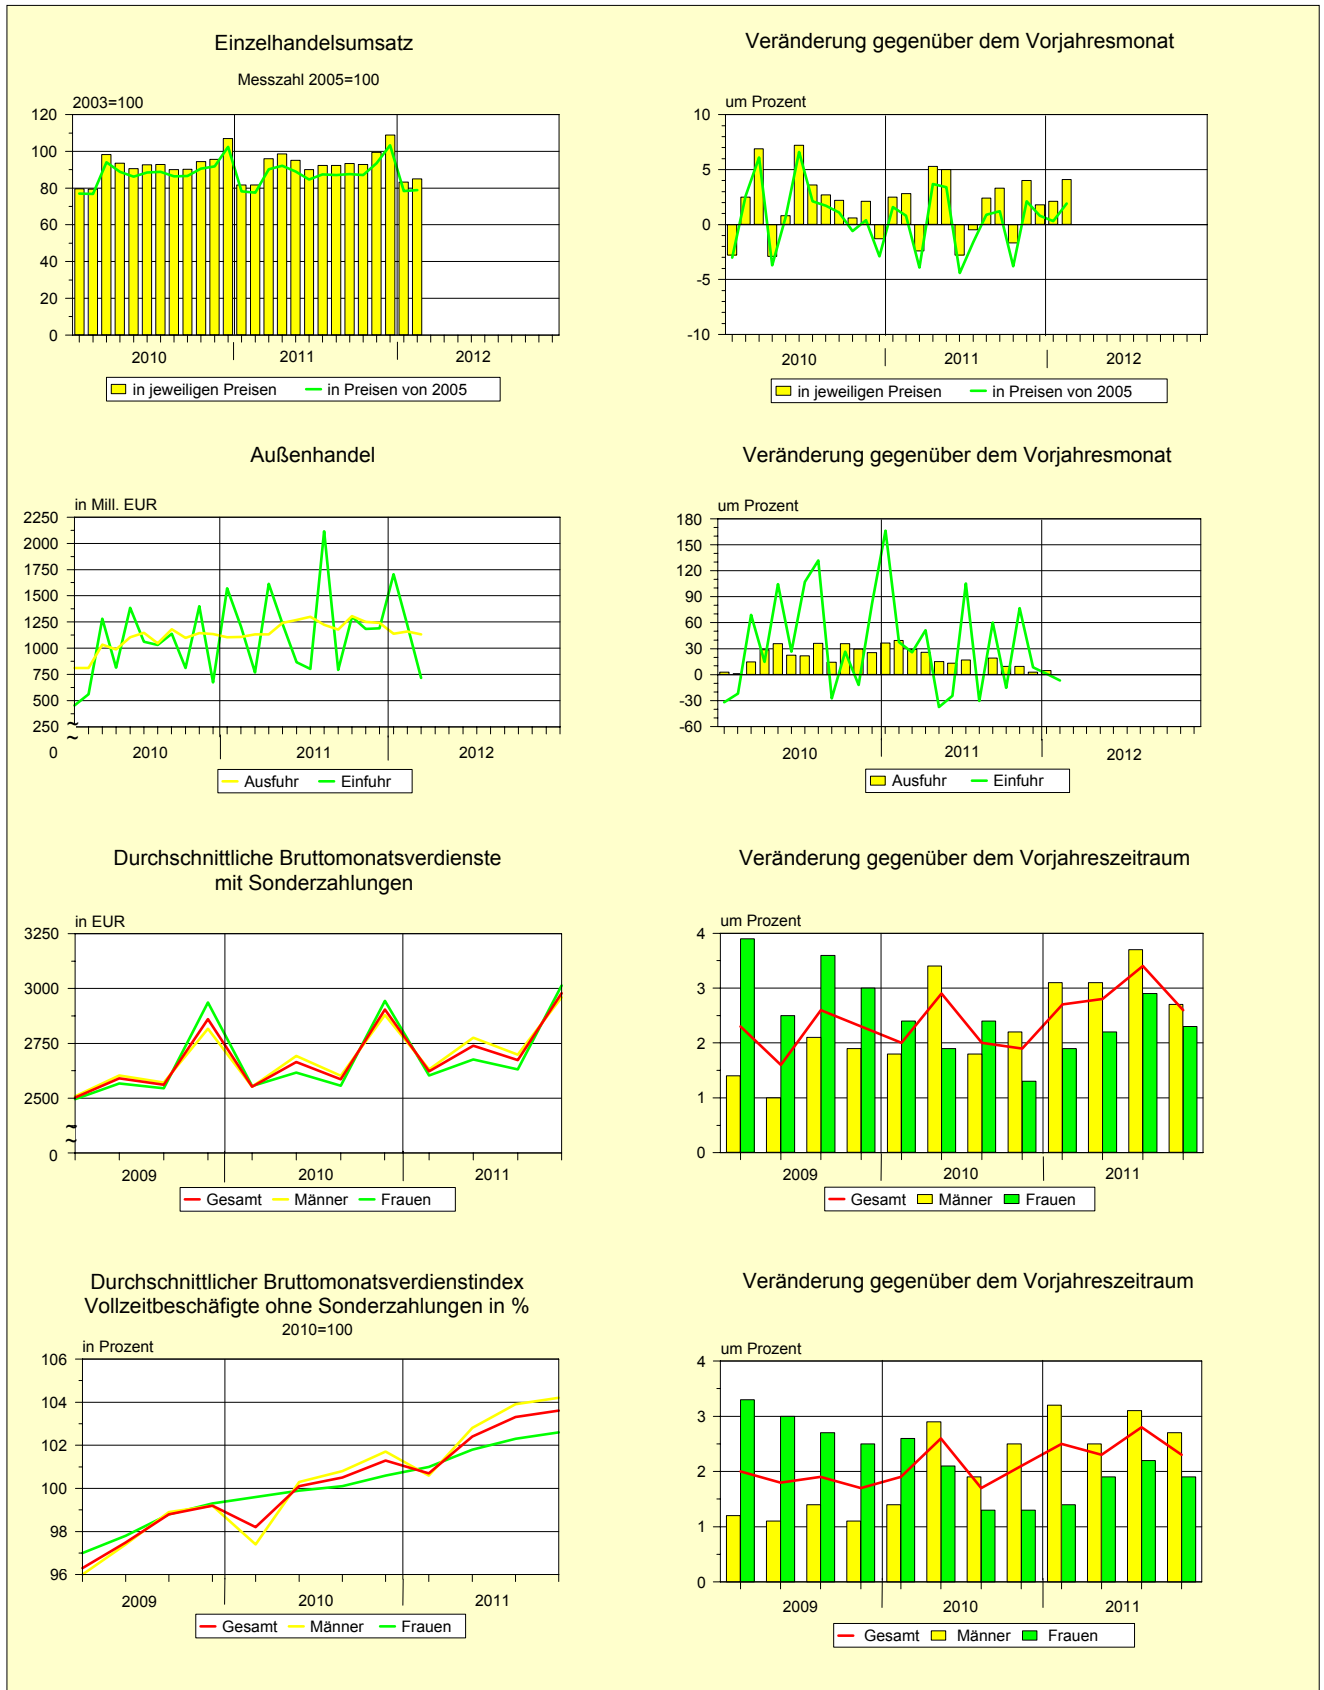 Einzelhandelsumsatz
Messzahl 2005=100
2003=100
120
100
80
60
40
20
0
2010 2011 2012
in jeweiligen Preisen in Preisen von 2005
Veränderung gegenüber dem Vorjahresmonat
um Prozent
10
5
0
-5
-10
2010 2011 2012
in jeweiligen Preisen in Preisen von 2005
Außenhandel
in Mill. EUR
2250
2000
1750
1500
1250
1000
750
500
250
~
~
0
2010 2011 2012
Ausfuhr Einfuhr
Veränderung gegenüber dem Vorjahresmonat
um Prozent
180
150
120
90
60
30
0
-30
-60
2010 2011 2012
Ausfuhr Einfuhr
Durchschnittliche Bruttomonatsverdienste
mit Sonderzahlungen
in EUR
3250
3000
2750
2500
~
~
0
2009 2010 2011
Gesamt Männer Frauen
Veränderung gegenüber dem Vorjahreszeitraum
um Prozent
4
3
2
1
0
2009 2010 2011
Gesamt Männer Frauen
Durchschnittlicher Bruttomonatsverdienstindex
Vollzeitbeschäfigte ohne Sonderzahlungen in %
2010=100
in Prozent
106
104
102
100
98
96
2009 2010 2011
Gesamt Männer Frauen
Veränderung gegenüber dem Vorjahreszeitraum
um Prozent
4
3
2
1
0
2009 2010 2011
Gesamt Männer Frauen